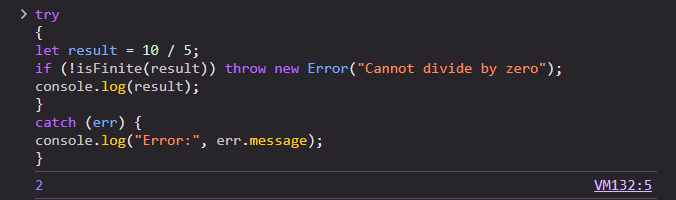 try
{
let result = 10 / 5;
if (!isFinite(result)) throw new Error("Cannot divide by zero");
console.log(result);
}
catch (err) {
console.log("Error:", err.message);
}
2 VM132:5